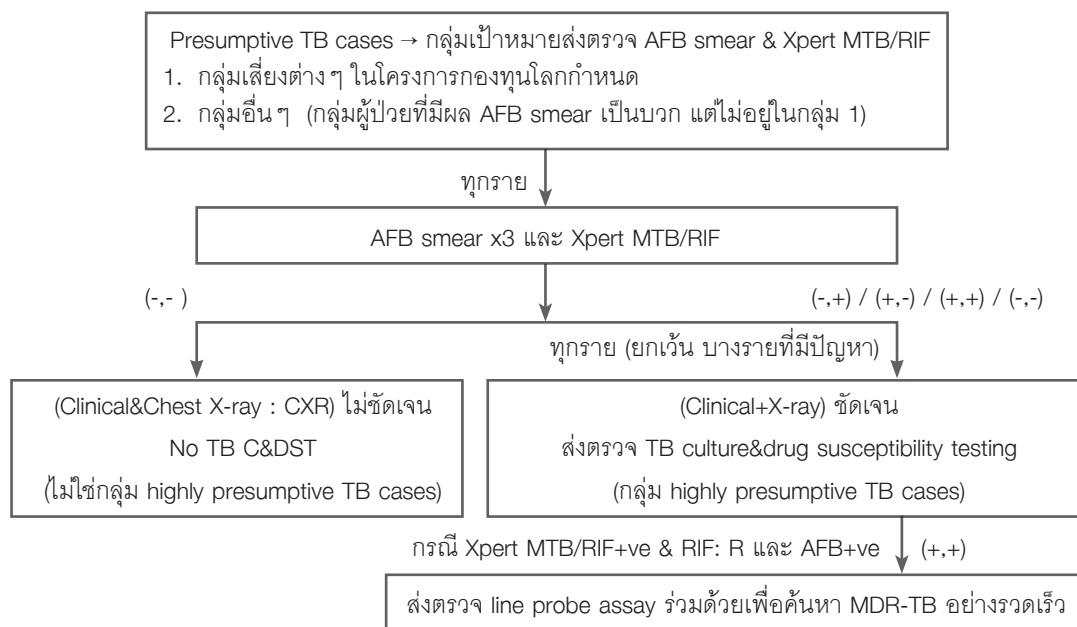 Presumptive TB cases → กลุ่มเป้าหมายส่งตรวจ AFB smear & Xpert MTB/RIF
1. กลุ่มเสี่ยงต่าง ๆ ในโครงการกองทุนโลกกำหนด
2. กลุ่มอื่น ๆ (กลุ่มผู้ป่วยที่มีผล AFB smear เป็นบวก แต่ไม่อยู่ในกลุ่ม 1)
ทุกราย
AFB smear x3 และ Xpert MTB/RIF
(-,- )
(-,+) / (+,-) / (+,+) / (-,-)
ทุกราย (ยกเว้น บางรายที่มีปัญหา)
(Clinical&Chest X-ray : CXR) ไม่ชัดเจน
No TB C&DST
(ไม่ใช่กลุ่ม highly presumptive TB cases)
(Clinical+X-ray) ชัดเจน
ส่งตรวจ TB culture&drug susceptibility testing
(กลุ่ม highly presumptive TB cases)
กรณี Xpert MTB/RIF+ve & RIF: R และ AFB+ve (+,+)
ส่งตรวจ line probe assay ร่วมด้วยเพื่อค้นหา MDR-TB อย่างรวดเร็ว